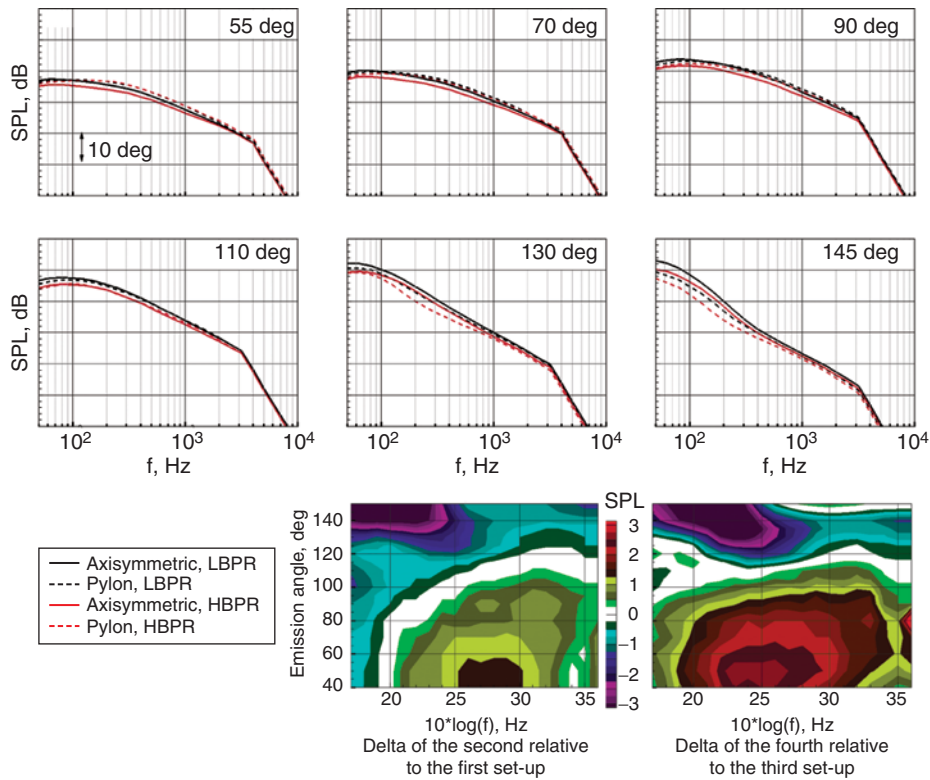 55 deg
70 deg
90 deg
SPL, dB
10 deg
110 deg
130 deg
145 deg
SPL, dB
10² 10³ 10⁴
10² 10³ 10⁴
10² 10³ 10⁴
f, Hz
f, Hz
f, Hz
Axisymmetric, LBPR
Pylon, LBPR
Axisymmetric, HBPR
Pylon, HBPR
Emission angle, deg
140
120
100
80
60
40
20 25 30 35
10*log(f), Hz
Delta of the second relative
to the first set-up
SPL
3
2
1
0
−1
−2
−3
20 25 30 35
10*log(f), Hz
Delta of the fourth relative
to the third set-up